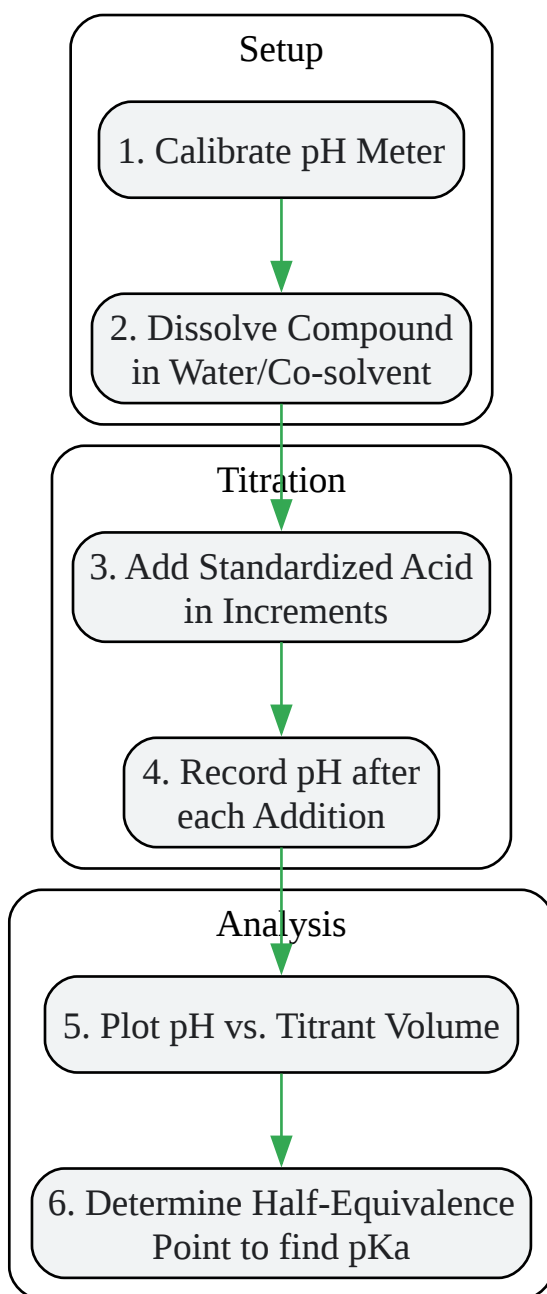 Setup
1. Calibrate pH Meter
2. Dissolve Compound
in Water/Co-solvent
Titration
3. Add Standardized Acid
in Increments
4. Record pH after
each Addition
Analysis
5. Plot pH vs. Titrant Volume
6. Determine Half-Equivalence
Point to find pKa